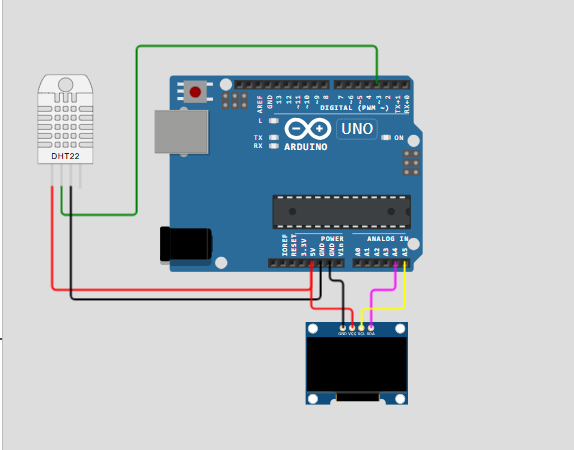 DHT22
AREF
GND
13
12
~11
~10
~9
8
7
~6
~5
4
~3
2
TX→1
RX←0
DIGITAL (PWM ~)
L
TX
RX
UNO
ON
ARDUINO
POWER
ANALOG IN
IOREF
RESET
3.3V
5V
GND
GND
Vin
A0
A1
A2
A3
A4
A5
GND VCC SCL SDA